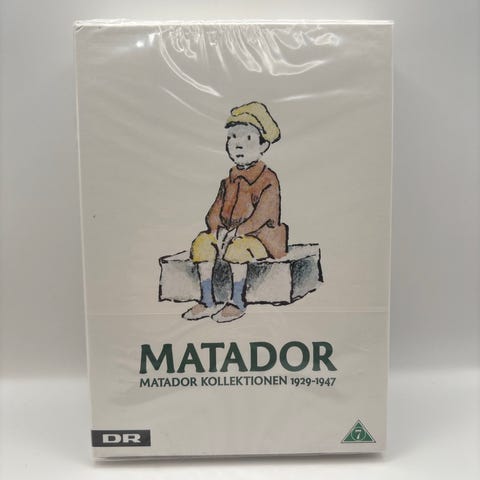 MATADOR
MATADOR KOLLEKTIONEN 1929-1947
DR
7